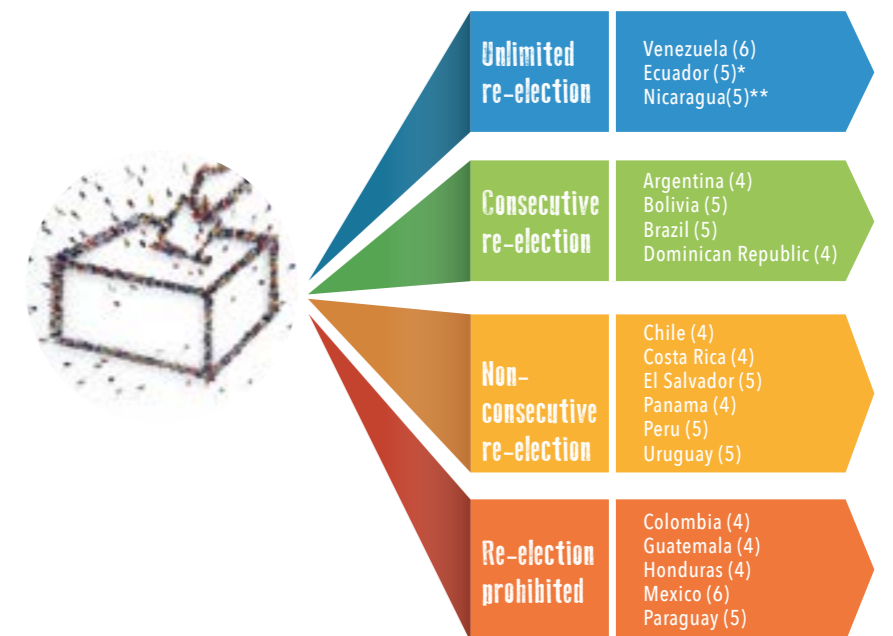 Unlimited
re-election
Venezuela (6)
Ecuador (5)*
Nicaragua(5)**
Consecutive
re-election
Argentina (4)
Bolivia (5)
Brazil (5)
Dominican Republic (4)
Non-
consecutive
re-election
Chile (4)
Costa Rica (4)
El Salvador (5)
Panama (4)
Peru (5)
Uruguay (5)
Re-election
prohibited
Colombia (4)
Guatemala (4)
Honduras (4)
Mexico (6)
Paraguay (5)